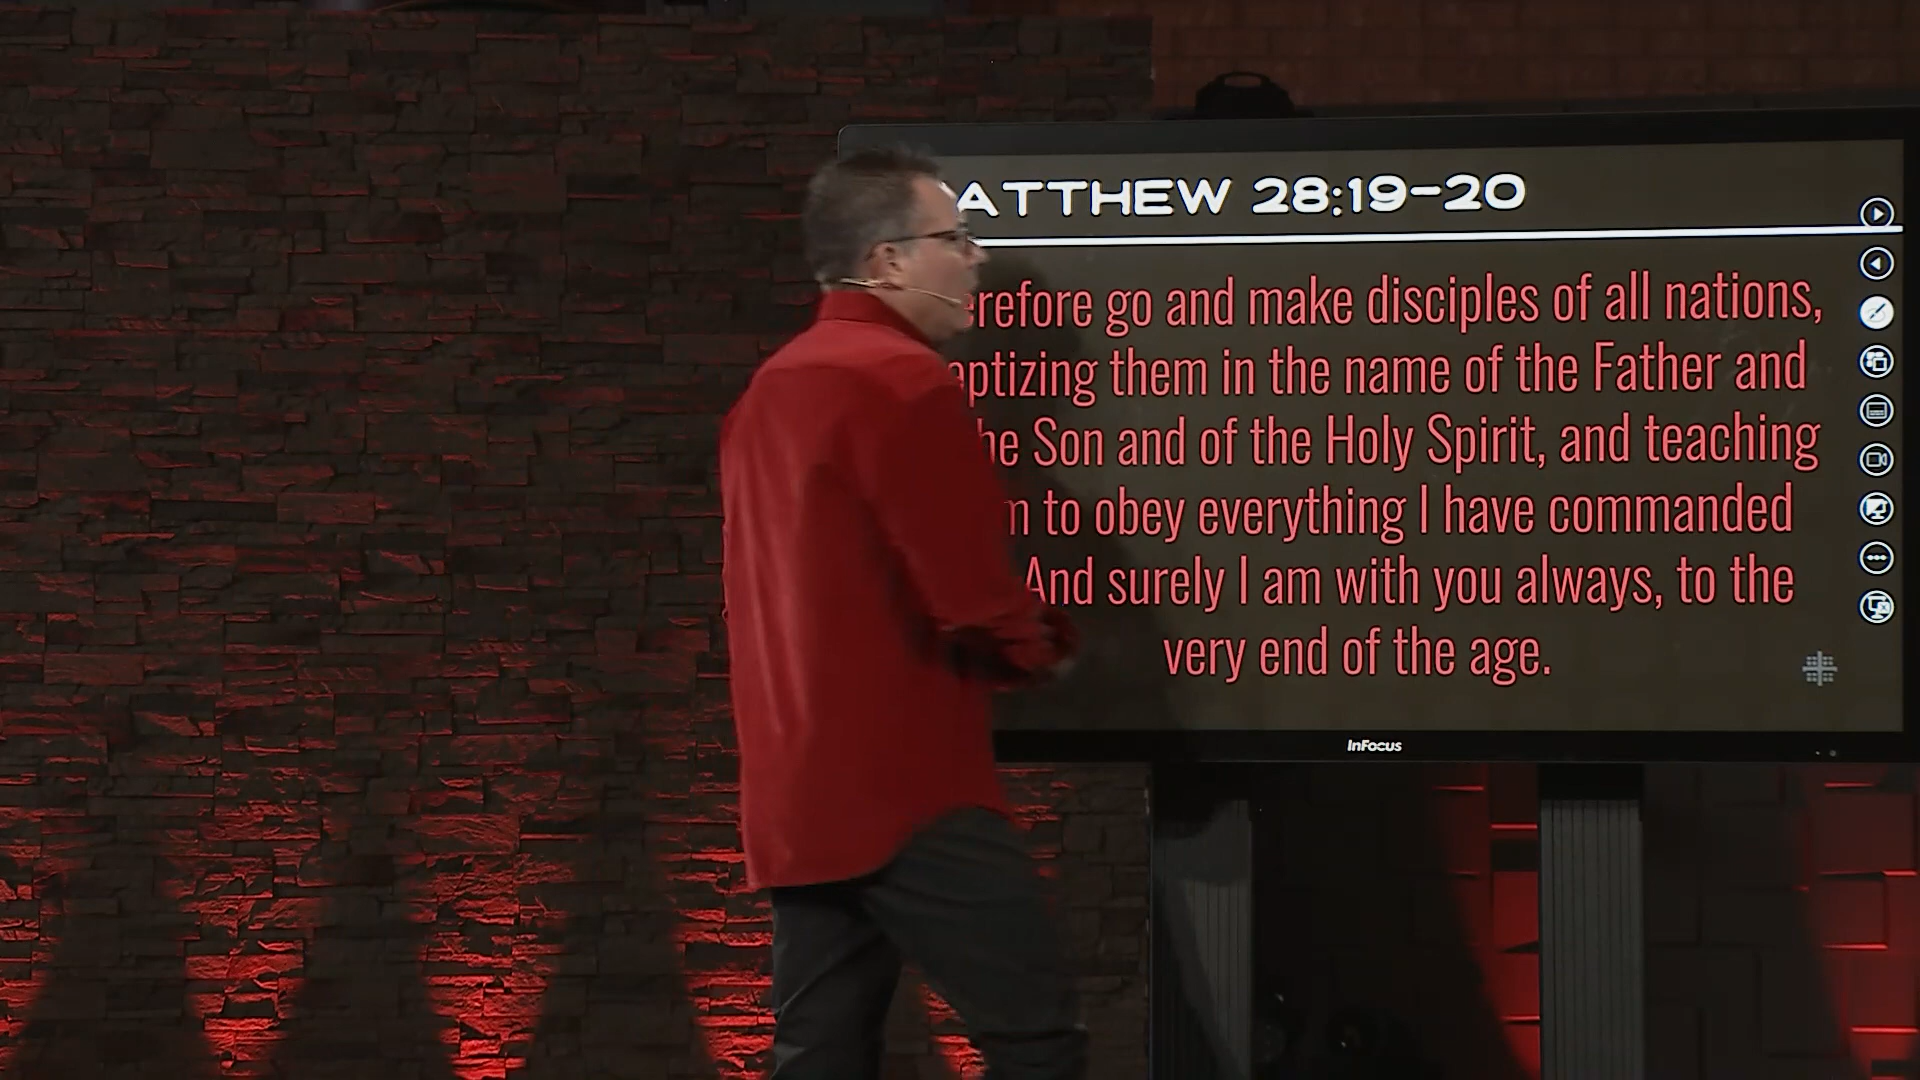 MATTHEW 28:19-20
erefore go and make disciples of all nations,
aptizing them in the name of the Father and
he Son and of the Holy Spirit, and teaching
m to obey everything I have commanded
And surely I am with you always, to the
very end of the age.
InFocus